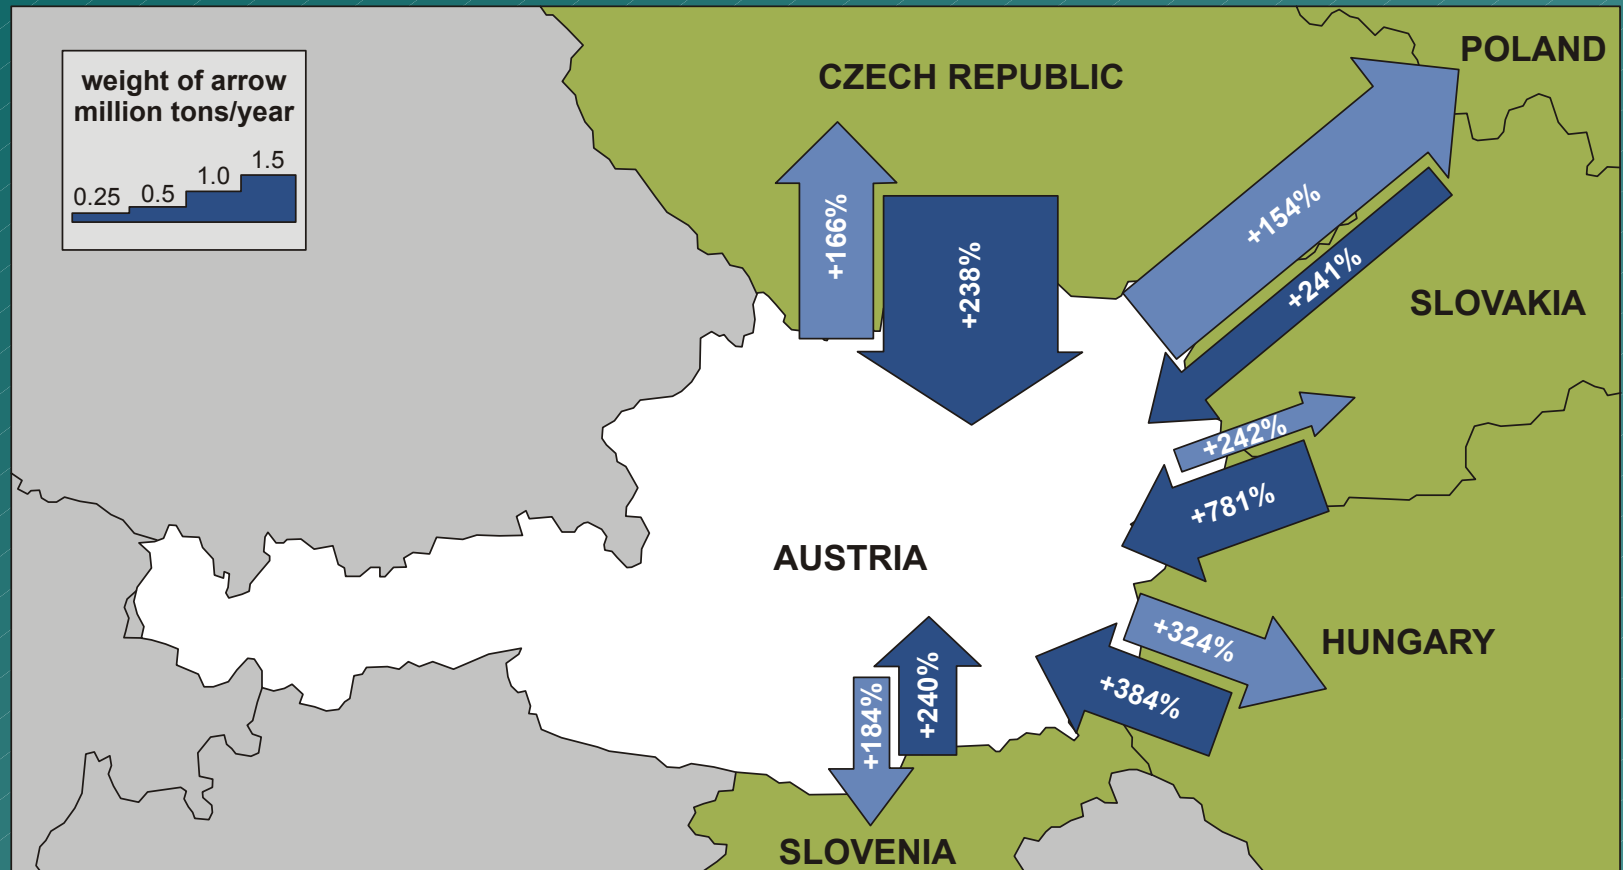 weight of arrow
million tons/year
0.25
0.5
1.0
1.5
CZECH REPUBLIC
POLAND
+166%
+238%
+154%
+241%
SLOVAKIA
+242%
+781%
AUSTRIA
+324%
HUNGARY
+384%
+184%
+240%
SLOVENIA